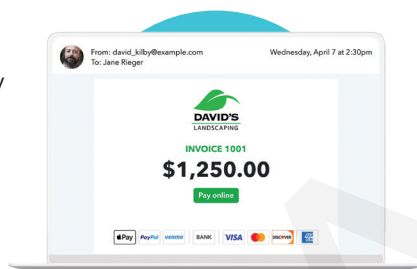 From: david_kilby@example.com
Wednesday, April 7 at 2:30pm
To: Jane Rieger
DAVID'S
LANDSCAPING
INVOICE 1001
$1,250.00
Pay online
Pay PayPal venmo BANK VISA DISCOVER